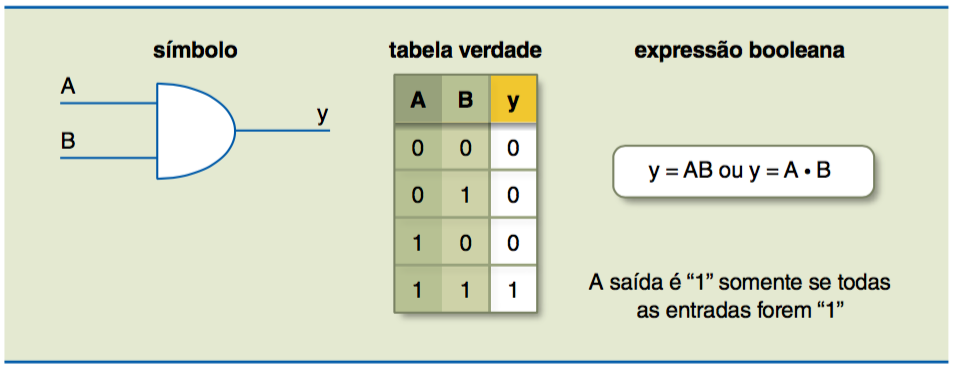 símbolo
A
B
y
tabela verdade
A B y
0 0 0
0 1 0
1 0 0
1 1 1
expressão booleana
y = AB ou y = A • B
A saída é “1” somente se todas
as entradas forem “1”